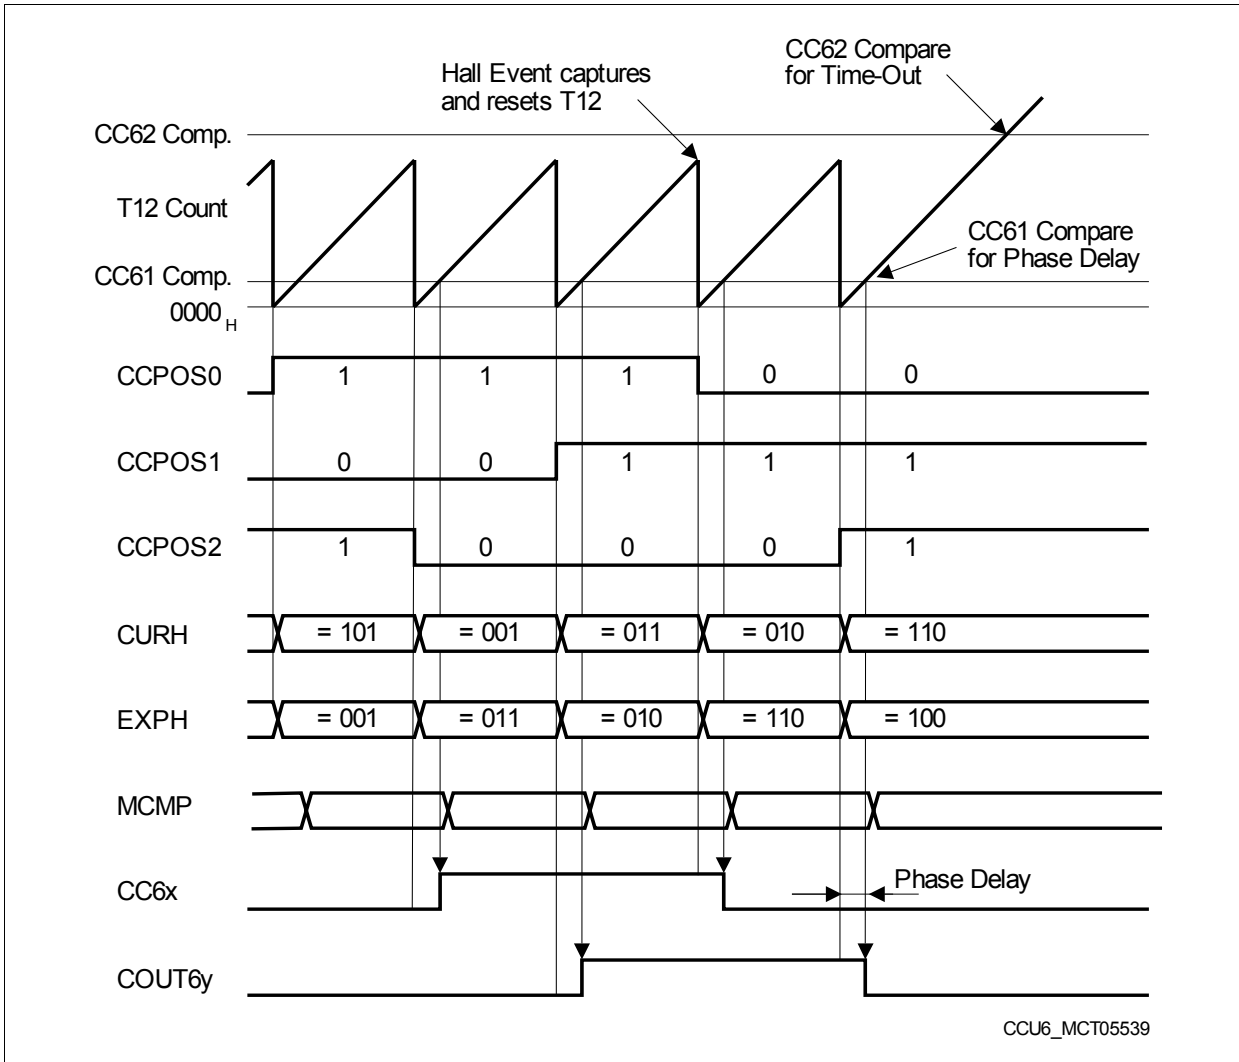 CC62 Compare
for Time-Out
Hall Event captures
and resets T12
CC62 Comp.
T12 Count
CC61 Compare
for Phase Delay
CC61 Comp.
0000 H
CCPOS0 1 1 1 0 0
CCPOS1 0 0 1 1 1
CCPOS2 1 0 0 0 1
CURH = 101 = 001 = 011 = 010 = 110
EXPH = 001 = 011 = 010 = 110 = 100
MCMP
CC6x Phase Delay
COUT6y
CCU6_MCT05539